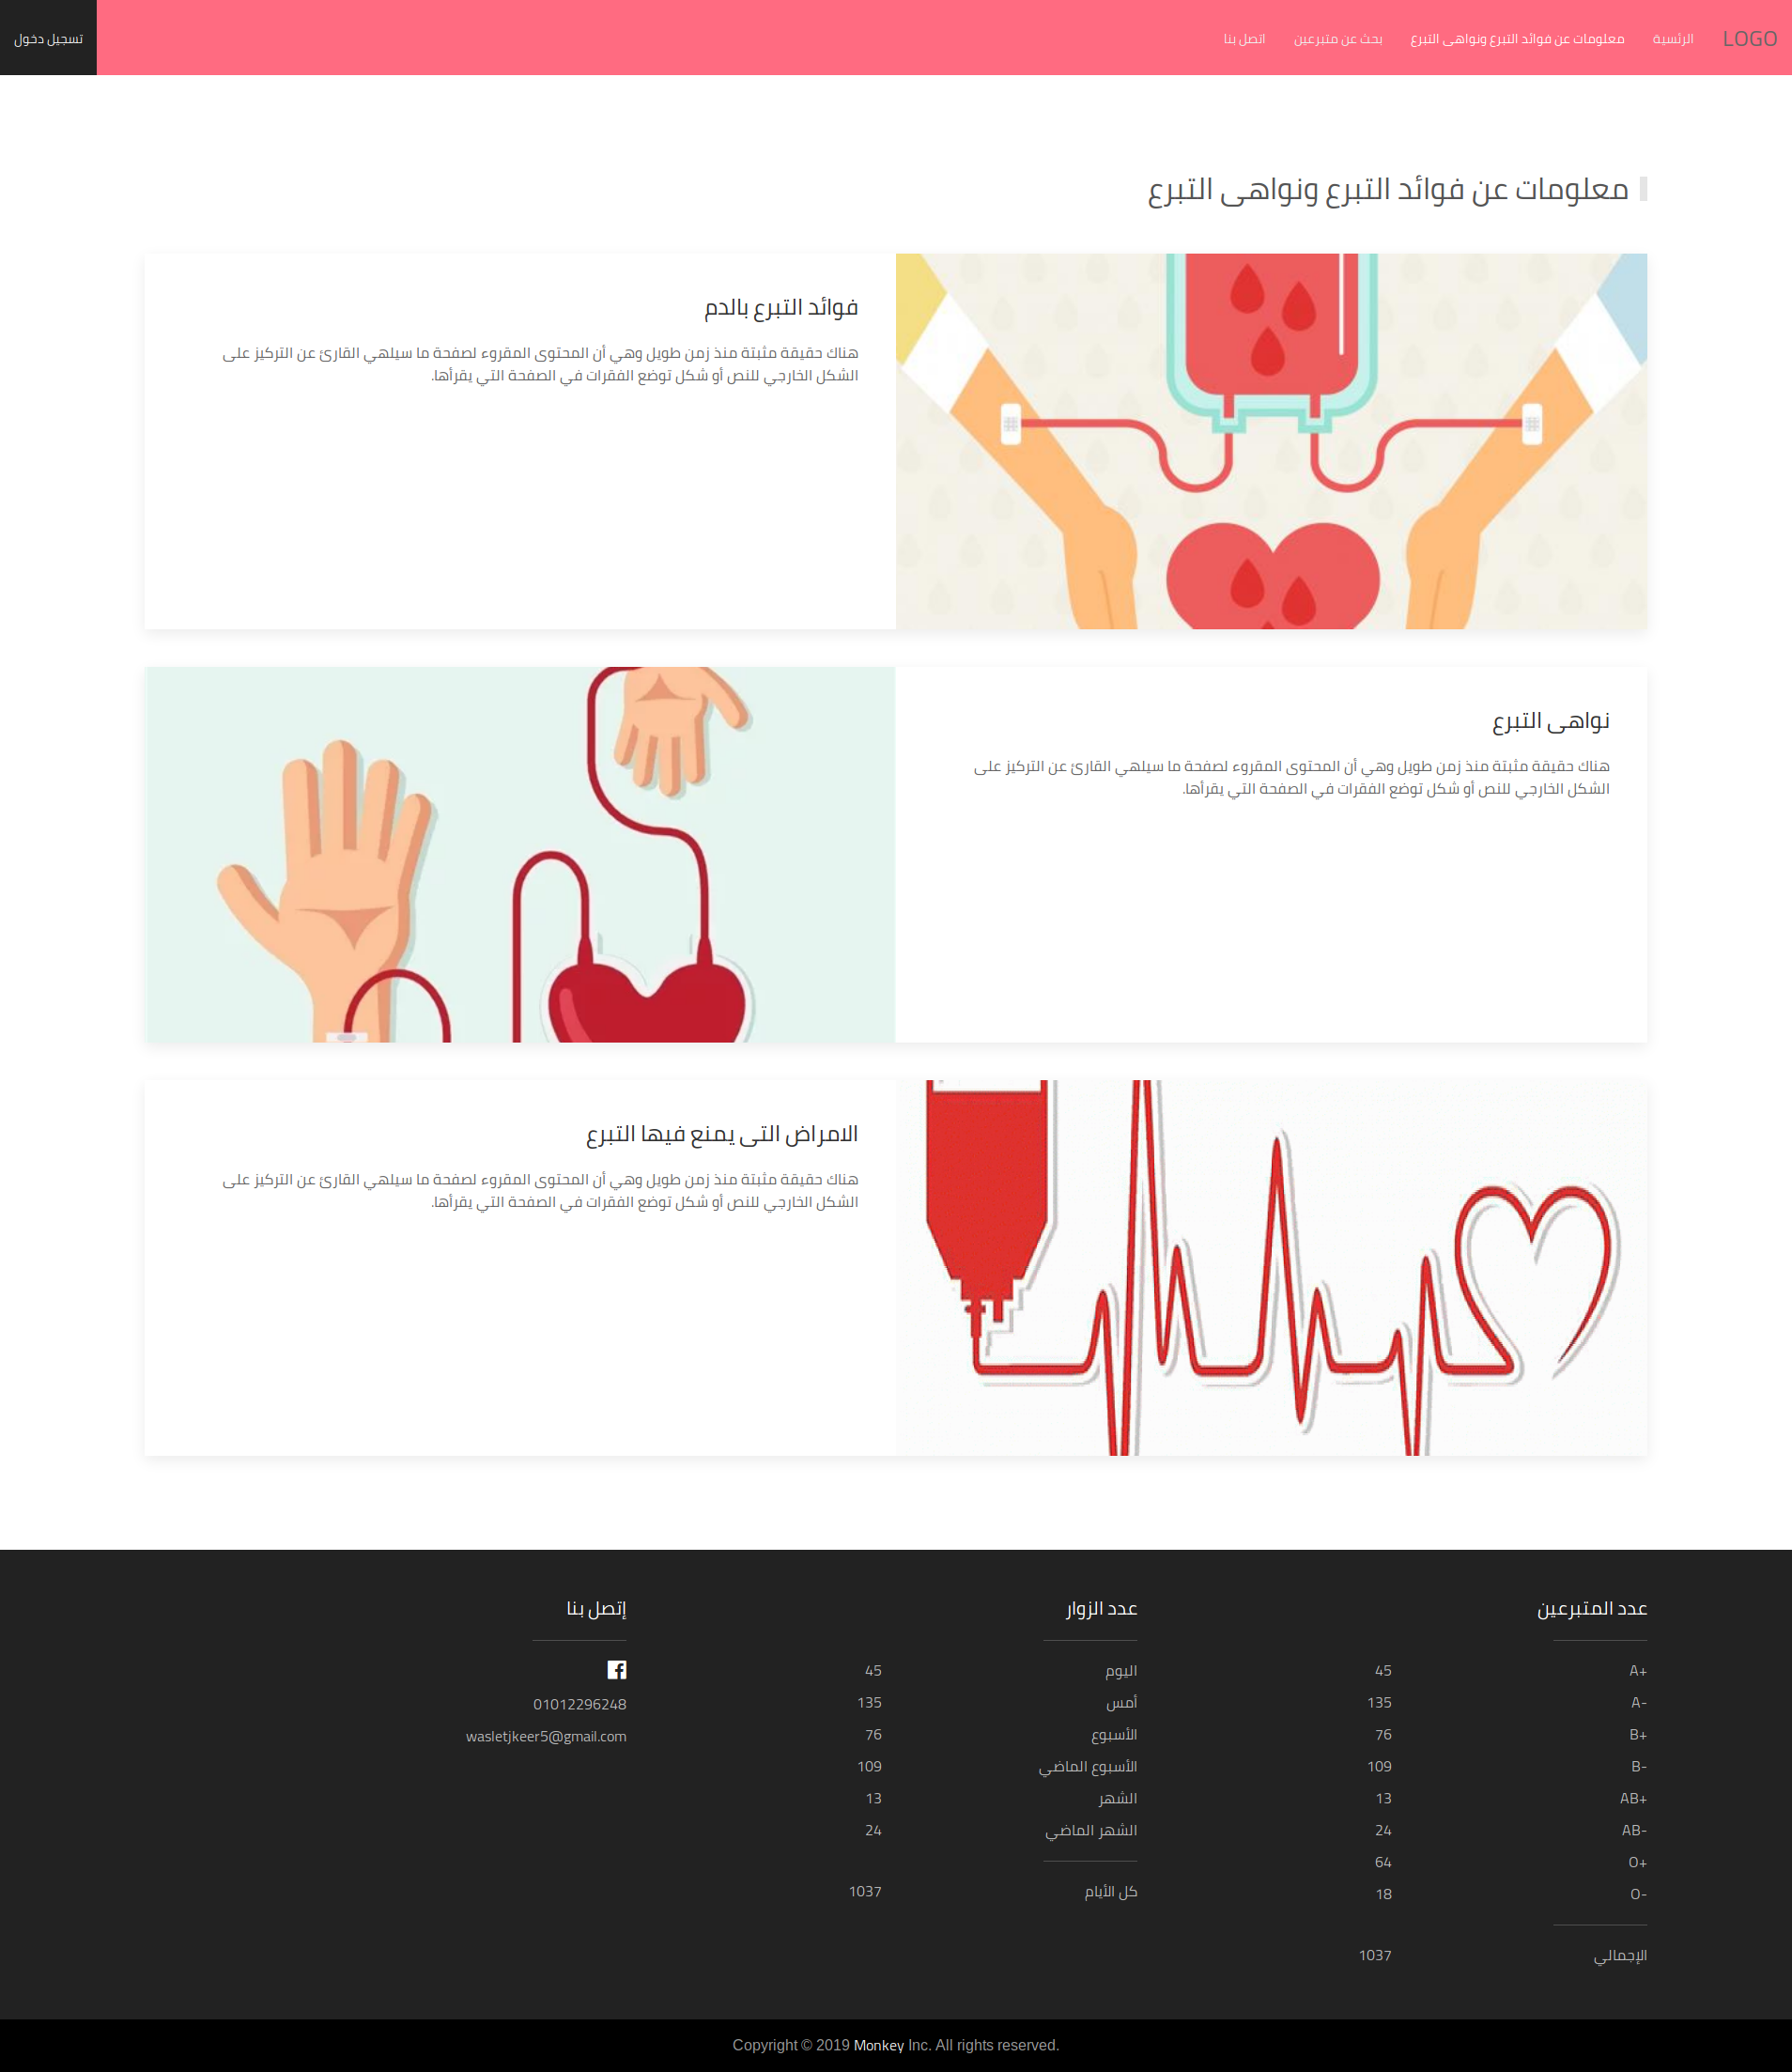 LOGO
الرئسية
معلومات عن فوائد التبرع ونواهى التبرع
بحث عن متبرعين
اتصل بنا
تسجيل دخول
معلومات عن فوائد التبرع ونواهى التبرع
فوائد التبرع بالدم
هناك حقيقة مثبتة منذ زمن طويل وهي أن المحتوى المقروء لصفحة ما سيلهي القارئ عن التركيز على
الشكل الخارجي للنص أو شكل توضع الفقرات في الصفحة التي يقرأها.
نواهى التبرع
هناك حقيقة مثبتة منذ زمن طويل وهي أن المحتوى المقروء لصفحة ما سيلهي القارئ عن التركيز على
الشكل الخارجي للنص أو شكل توضع الفقرات في الصفحة التي يقرأها.
الامراض التى يمنع فيها التبرع
هناك حقيقة مثبتة منذ زمن طويل وهي أن المحتوى المقروء لصفحة ما سيلهي القارئ عن التركيز على
الشكل الخارجي للنص أو شكل توضع الفقرات في الصفحة التي يقرأها.
عدد المتبرعين
A+ 45
A- 135
B+ 76
B- 109
AB+ 13
AB- 24
O+ 64
O- 18
الإجمالي 1037
عدد الزوار
اليوم 45
أمس 135
الأسبوع 76
الأسبوع الماضي 109
الشهر 13
الشهر الماضي 24
كل الأيام 1037
إتصل بنا
01012296248
wasletjkeer5@gmail.com
Copyright © 2019 Monkey Inc. All rights reserved.